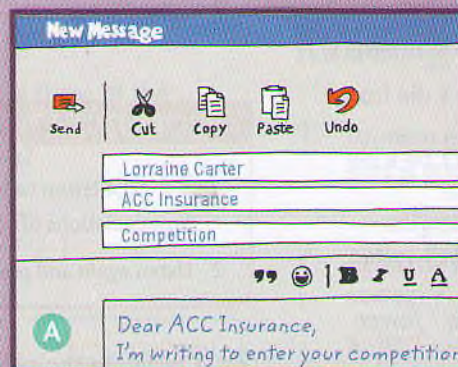 New Message
Send Cut Copy Paste Undo
Lorraine Carter
ACC Insurance
Competition
B I U A
A
Dear ACC Insurance,
I'm writing to enter your competition